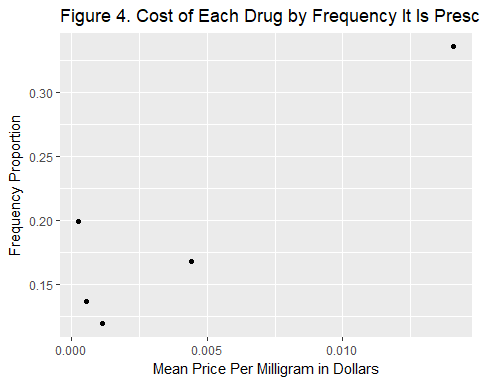 Figure 4. Cost of Each Drug by Frequency It Is Presc
0.30
0.25
0.20
0.15
Frequency Proportion
0.000
0.005
0.010
Mean Price Per Milligram in Dollars